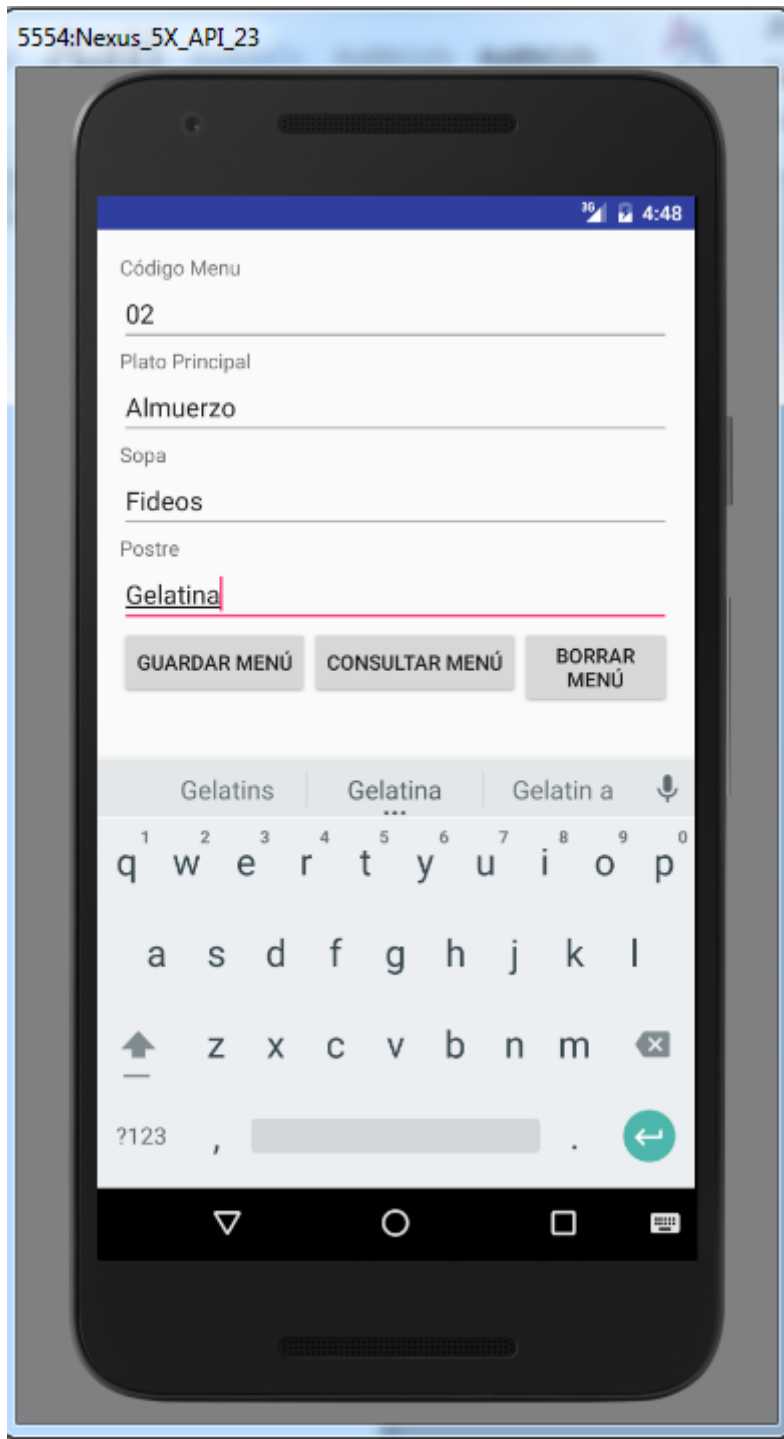 5554:Nexus_5X_API_23
3G 4:48
Código Menu
02
Plato Principal
Almuerzo
Sopa
Fideos
Postre
Gelatina
GUARDAR MENÚ CONSULTAR MENÚ BORRAR MENÚ
Gelatins Gelatina Gelatin a
1 2 3 4 5 6 7 8 9 0
q w e r t y u i o p
a s d f g h j k l
z x c v b n m
?123 , .